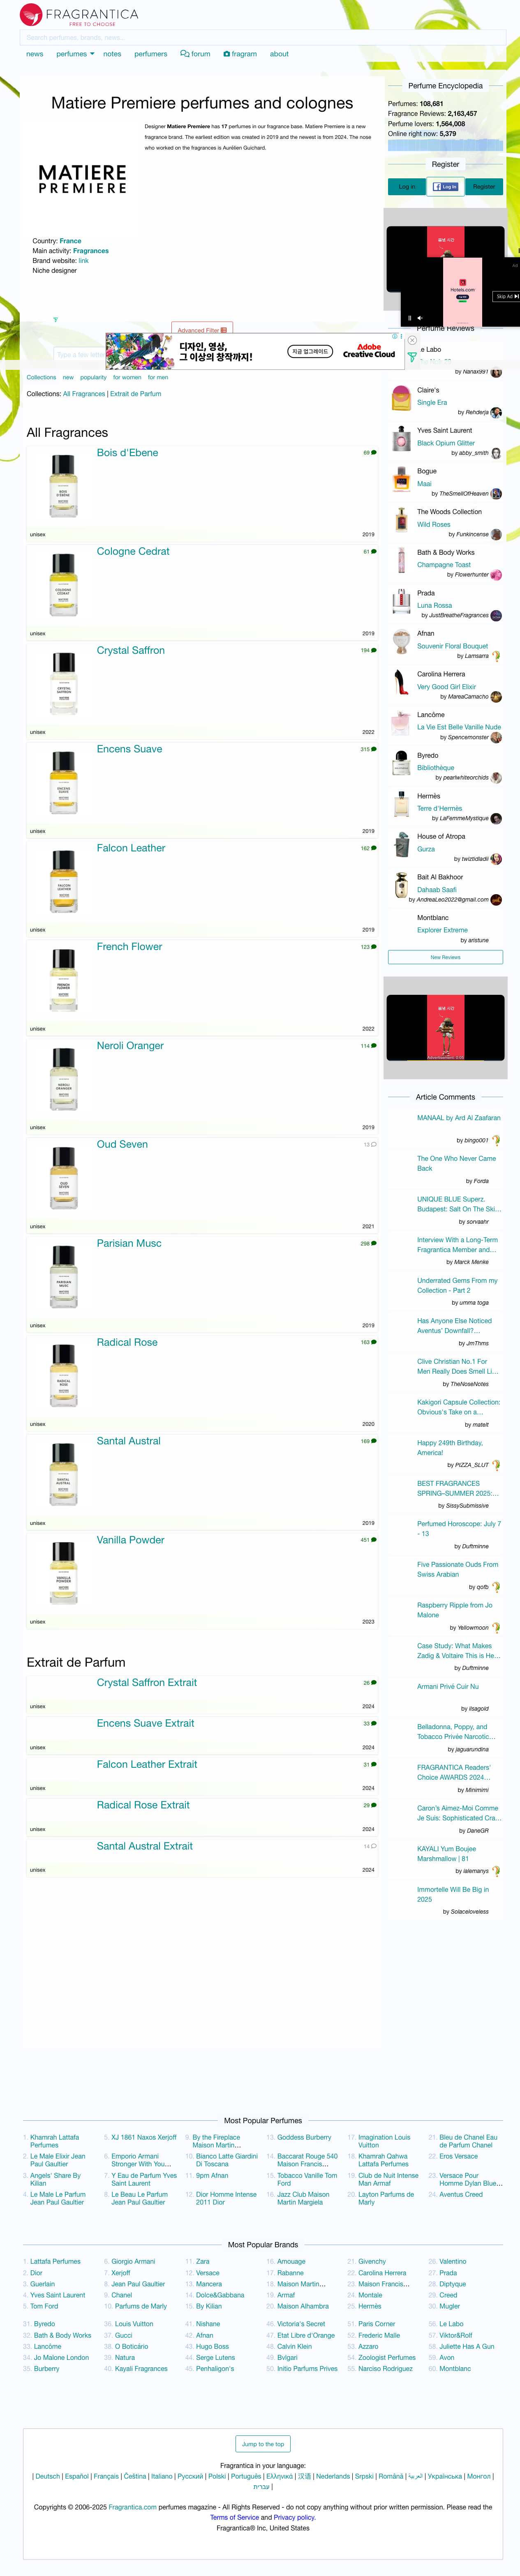 FRAGRANTICA
FREE TO CHOOSE
Search perfumes, brands, news...
news perfumes notes perfumers forum fragram about
Matiere Premiere perfumes and colognes
MATIERE
PREMIERE
Designer Matiere Premiere has 17 perfumes in our fragrance base. Matiere Premiere is a new
fragrance brand. The earliest edition was created in 2019 and the newest is from 2024. The nose
who worked on the fragrances is Aurélien Guichard.
Country: France
Main activity: Fragrances
Brand website: link
Niche designer
Advanced Filter
디자인, 영상,
그 이상의 창작까지!
지금 업그레이드
Adobe
Creative Cloud
Collections new popularity for women for men
Collections: All Fragrances | Extrait de Parfum
All Fragrances
Bois d'Ebene
69
unisex 2019
Cologne Cedrat
61
unisex 2019
Crystal Saffron
194
unisex 2022
Encens Suave
315
unisex 2019
Falcon Leather
162
unisex 2019
French Flower
123
unisex 2022
Neroli Oranger
114
unisex 2019
Oud Seven
13
unisex 2021
Parisian Musc
298
unisex 2019
Radical Rose
163
unisex 2020
Santal Austral
169
unisex 2019
Vanilla Powder
451
unisex 2023
Extrait de Parfum
Crystal Saffron Extrait
26
unisex 2024
Encens Suave Extrait
33
unisex 2024
Falcon Leather Extrait
31
unisex 2024
Radical Rose Extrait
29
unisex 2024
Santal Austral Extrait
14
unisex 2024
Perfume Encyclopedia
Perfumes: 108,681
Fragrance Reviews: 2,163,457
Perfume lovers: 1,564,008
Online right now: 5,379
Register
Log in
Log In
Register
Hotels.com
Skip Ad
Perfume Reviews
by Nanax991
Claire's
Single Era
by Rehderja
Yves Saint Laurent
Black Opium Glitter
by abby_smith
Bogue
Maai
by TheSmellOfHeaven
The Woods Collection
Wild Roses
by Funkincense
Bath & Body Works
Champagne Toast
by Flowerhunter
Prada
Luna Rossa
by JustBreatheFragrances
Afnan
Souvenir Floral Bouquet
by Lamsarra
Carolina Herrera
Very Good Girl Elixir
by MareaCamacho
Lancôme
La Vie Est Belle Vanille Nude
by Spencemonster
Byredo
Bibliothèque
by pearlwhiteorchids
Hermès
Terre d'Hermès
by LaFemmeMystique
House of Atropa
Gurza
by twiztidladii
Bait Al Bakhoor
Dahaab Saafi
by AndreaLeo2022@gmail.com
Montblanc
Explorer Extreme
by aristune
New Reviews
Article Comments
MANAAL by Ard Al Zaafaran
by bingo001
The One Who Never Came
Back
by Forda
UNIQUE BLUE Superz.
Budapest: Salt On The Ski...
by sorvaahr
Interview With a Long-Term
Fragrantica Member and...
by Marck Menke
Underrated Gems From my
Collection - Part 2
by umma toga
Has Anyone Else Noticed
Aventus' Downfall?...
by JmThms
Clive Christian No.1 For
Men Really Does Smell Li...
by TheNoseNotes
Kakigori Capsule Collection:
Obvious's Take on a...
by matelt
Happy 249th Birthday,
America!
by PIZZA_SLUT
BEST FRAGRANCES
SPRING-SUMMER 2025:...
by SissySubmissive
Perfumed Horoscope: July 7
- 13
by Duftminne
Five Passionate Ouds From
Swiss Arabian
by qofb
Raspberry Ripple from Jo
Malone
by Yellowmoon
Case Study: What Makes
Zadig & Voltaire This is He...
by Duftminne
Armani Privé Cuir Nu
by ilsagold
Belladonna, Poppy, and
Tobacco Privée Narcotic...
by jaguarundina
FRAGRANTICA Readers'
Choice AWARDS 2024...
by Minimimi
Caron's Aimez-Moi Comme
Je Suis: Sophisticated Cra...
by DaneGR
KAYALI Yum Boujee
Marshmallow | 81
by ialemanys
Immortelle Will Be Big in
2025
by Solaceloveless
Most Popular Perfumes
1. Khamrah Lattafa Perfumes
2. Le Male Elixir Jean Paul Gaultier
3. Angels' Share By Kilian
4. Le Male Le Parfum Jean Paul Gaultier
5. XJ 1861 Naxos Xerjoff
6. Emporio Armani Stronger With You...
7. Y Eau de Parfum Yves Saint Laurent
8. Le Beau Le Parfum Jean Paul Gaultier
9. By the Fireplace Maison Martin...
10. Bianco Latte Giardini Di Toscana
11. 9pm Afnan
12. Dior Homme Intense 2011 Dior
13. Goddess Burberry
14. Baccarat Rouge 540 Maison Francis...
15. Tobacco Vanille Tom Ford
16. Jazz Club Maison Martin Margiela
17. Imagination Louis Vuitton
18. Khamrah Qahwa Lattafa Perfumes
19. Club de Nuit Intense Man Armaf
20. Layton Parfums de Marly
21. Bleu de Chanel Eau de Parfum Chanel
22. Eros Versace
23. Versace Pour Homme Dylan Blue...
24. Aventus Creed
Most Popular Brands
1. Lattafa Perfumes
2. Dior
3. Guerlain
4. Yves Saint Laurent
5. Tom Ford
6. Giorgio Armani
7. Xerjoff
8. Jean Paul Gaultier
9. Chanel
10. Parfums de Marly
11. Zara
12. Versace
13. Mancera
14. Dolce&Gabbana
15. By Kilian
16. Amouage
17. Rabanne
18. Maison Martin...
19. Armaf
20. Maison Alhambra
21. Givenchy
22. Carolina Herrera
23. Maison Francis...
24. Montale
25. Hermès
26. Valentino
27. Prada
28. Diptyque
29. Creed
30. Mugler
31. Byredo
32. Bath & Body Works
33. Lancôme
34. Jo Malone London
35. Burberry
36. Louis Vuitton
37. Gucci
38. O Boticário
39. Natura
40. Kayali Fragrances
41. Nishane
42. Afnan
43. Hugo Boss
44. Serge Lutens
45. Penhaligon's
46. Victoria's Secret
47. Etat Libre d'Orange
48. Calvin Klein
49. Bvlgari
50. Initio Parfums Prives
51. Paris Corner
52. Frederic Malle
53. Azzaro
54. Zoologist Perfumes
55. Narciso Rodriguez
56. Le Labo
57. Viktor&Rolf
58. Juliette Has A Gun
59. Avon
60. Montblanc
Jump to the top
Fragrantica in your language:
| Deutsch | Español | Français | Čeština | Italiano | Русский | Polski | Português | Ελληνικά | 汉语 | Nederlands | Srpski | Română | العربية | Українська | Монгол |
עברית |
Copyrights © 2006-2025 Fragrantica.com perfumes magazine - All Rights Reserved - do not copy anything without prior written permission. Please read the
Terms of Service and Privacy policy.
Fragrantica® Inc, United States